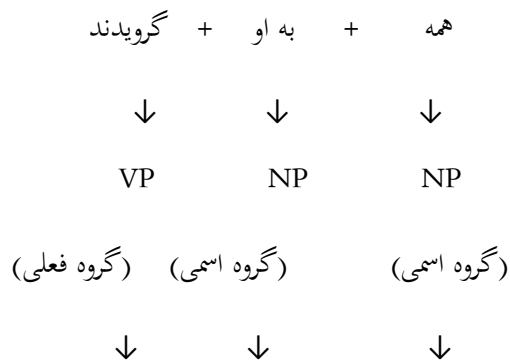 همه + به او + گرویدند
↓ ↓ ↓
NP NP VP
(گروه اسمی) (گروه اسمی) (گروه فعلی)
↓ ↓ ↓